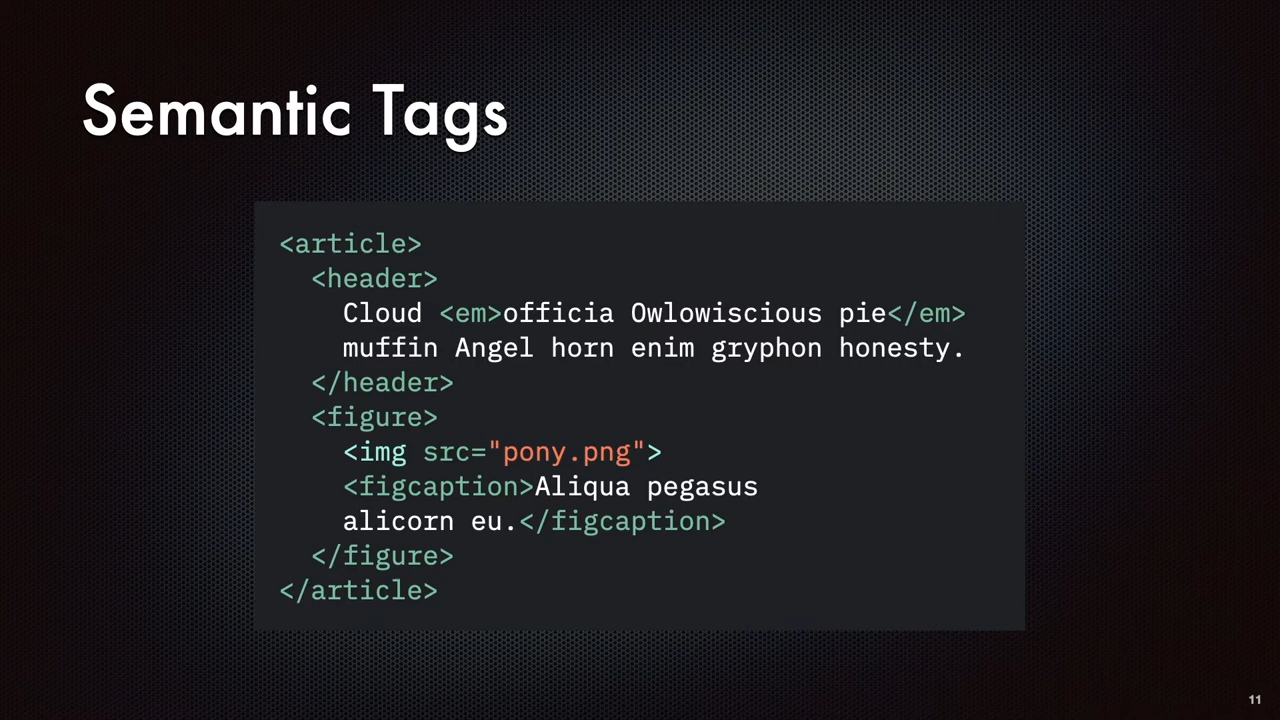 Semantic Tags
<article>
  <header>
    Cloud <em>officia Owlowiscious pie</em>
    muffin Angel horn enim gryphon honesty.
  </header>
  <figure>
    <img src="pony.png">
    <figcaption>Aliqua pegasus
    alicorn eu.</figcaption>
  </figure>
</article>
11